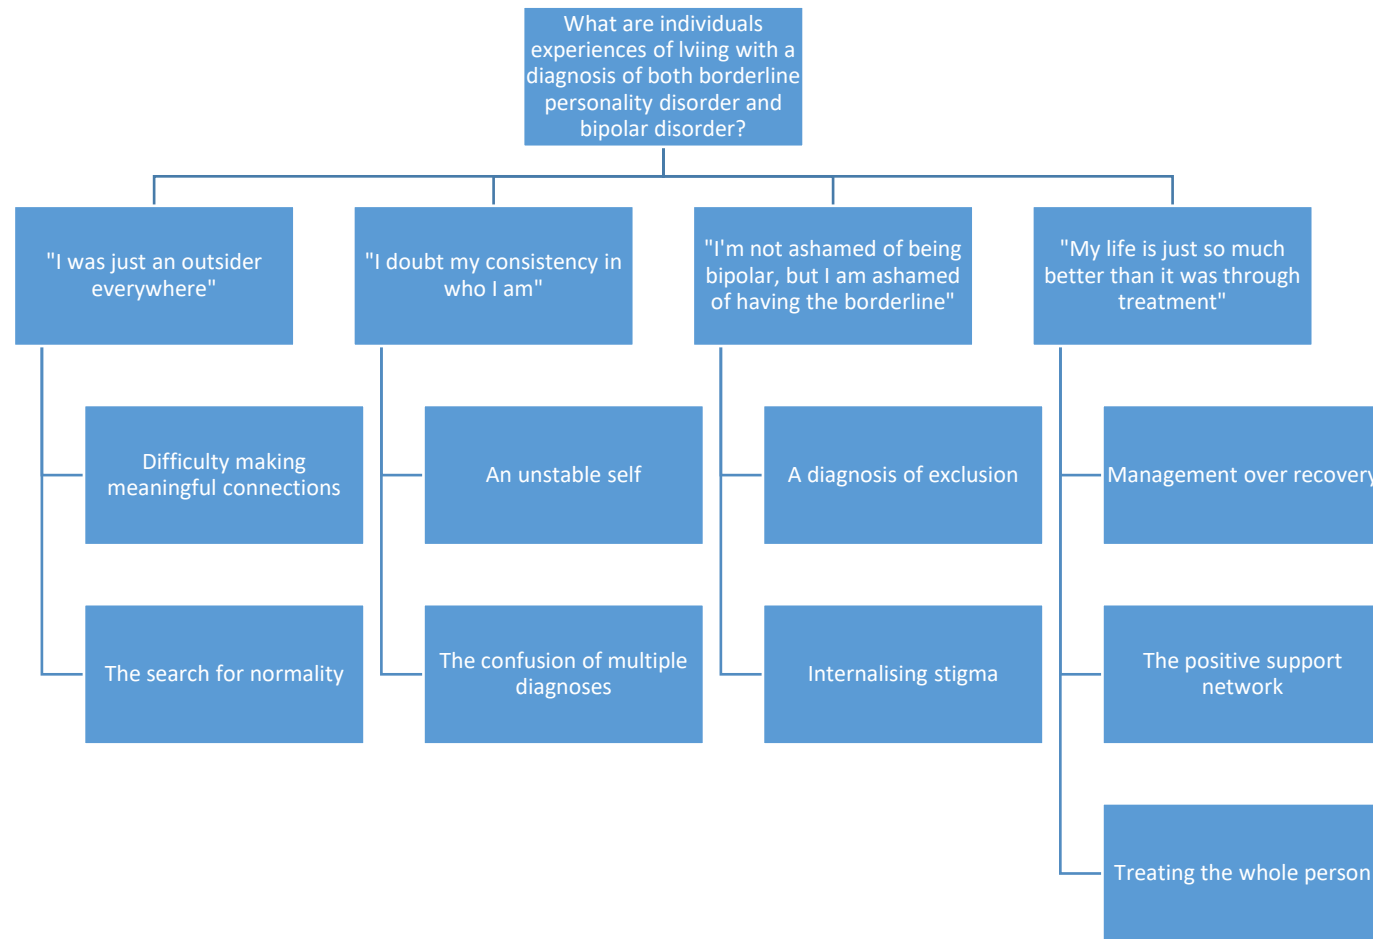 What are individuals
experiences of lviing with a
diagnosis of both borderline
personality disorder and
bipolar disorder?
"I was just an outsider
everywhere"
"I doubt my consistency in
who I am"
"I'm not ashamed of being
bipolar, but I am ashamed
of having the borderline"
"My life is just so much
better than it was through
treatment"
Difficulty making
meaningful connections
An unstable self
A diagnosis of exclusion
Management over recovery
The search for normality
The confusion of multiple
diagnoses
Internalising stigma
The positive support
network
Treating the whole person